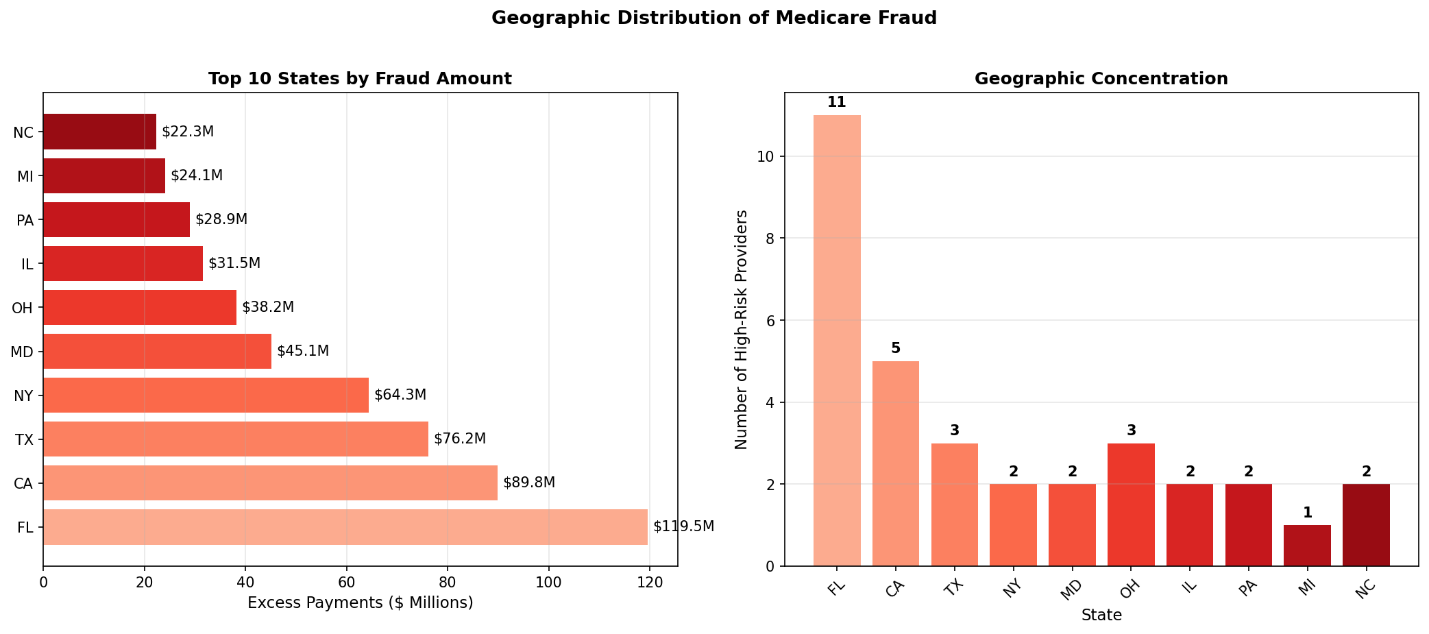 Geographic Distribution of Medicare Fraud
Top 10 States by Fraud Amount
NC
$22.3M
MI
$24.1M
PA
$28.9M
IL
$31.5M
OH
$38.2M
MD
$45.1M
NY
$64.3M
TX
$76.2M
CA
$89.8M
FL
$119.5M
0 20 40 60 80 100 120
Excess Payments ($ Millions)
Geographic Concentration
Number of High-Risk Providers
10
8
6
4
2
0
11
5
3
2
2
3
2
2
1
2
FL CA TX NY MD OH IL PA MI NC
State